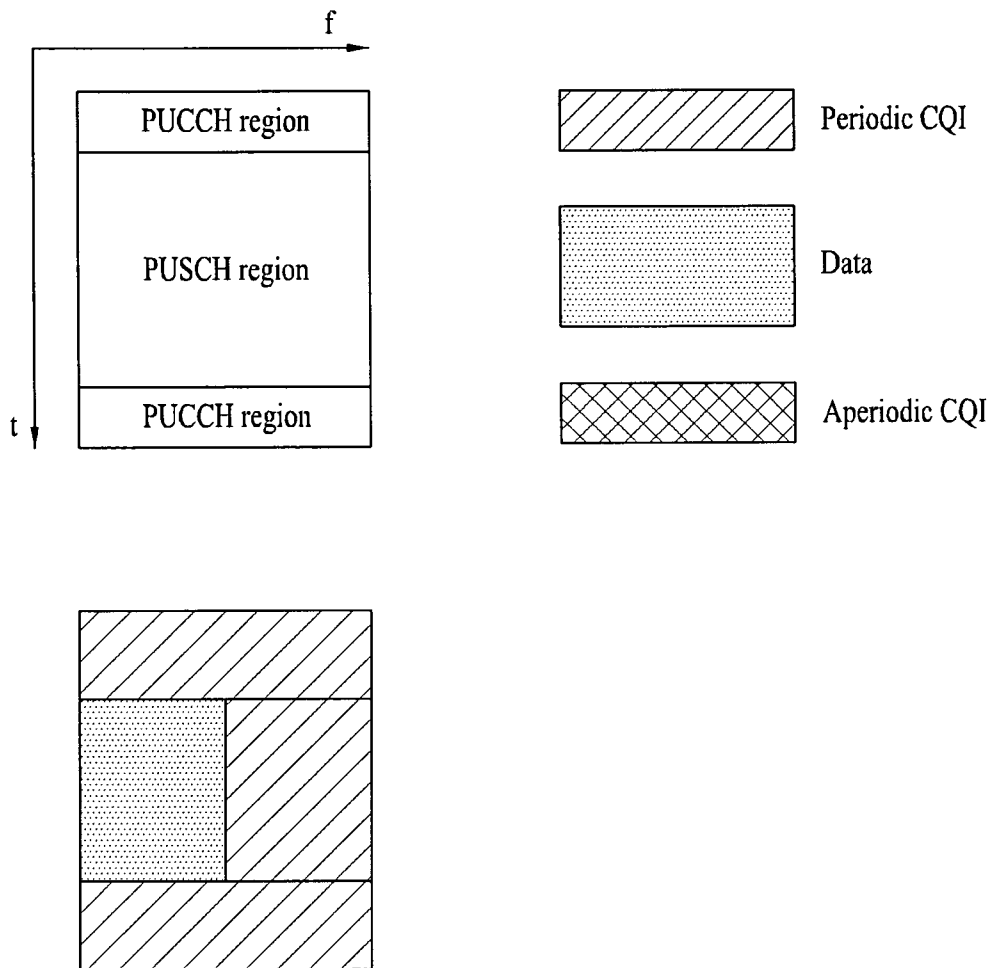 f
PUCCH region
Periodic CQI
PUSCH region
Data
t
PUCCH region
Aperiodic CQI